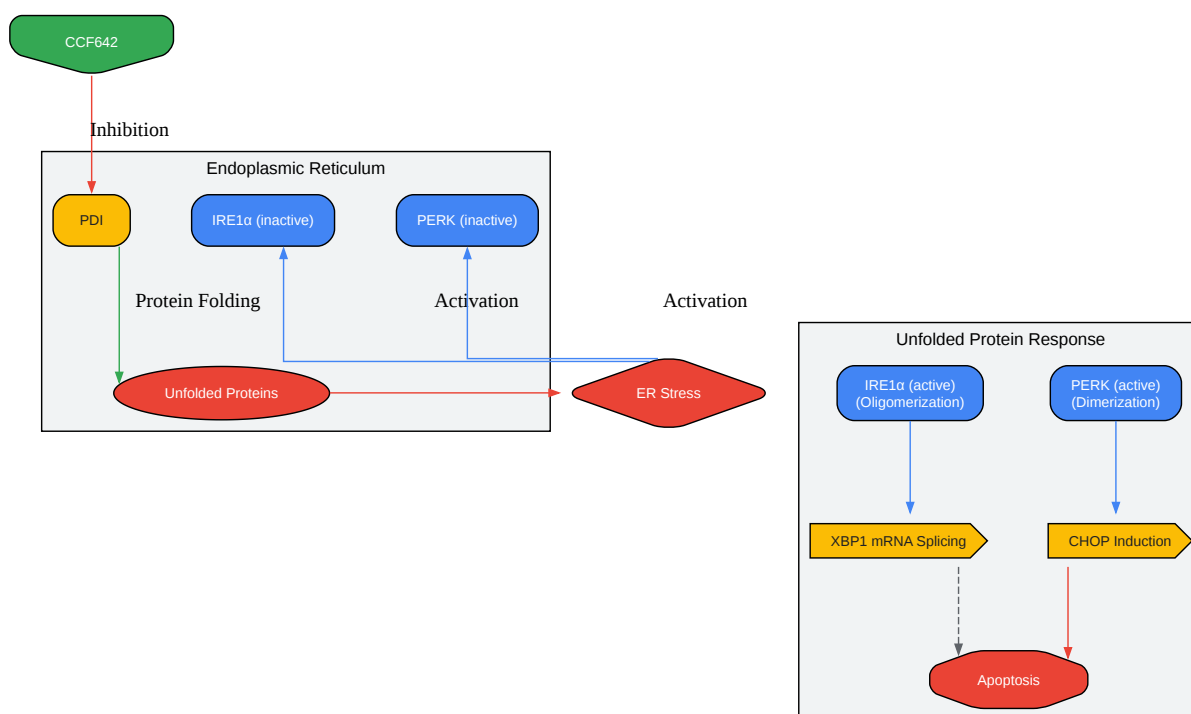 CCF642
Inhibition
Endoplasmic Reticulum
PDI
IRE1α (inactive)
PERK (inactive)
Protein Folding
Activation
Activation
Unfolded Proteins
ER Stress
Unfolded Protein Response
IRE1α (active)
(Oligomerization)
PERK (active)
(Dimerization)
XBP1 mRNA Splicing
CHOP Induction
Apoptosis